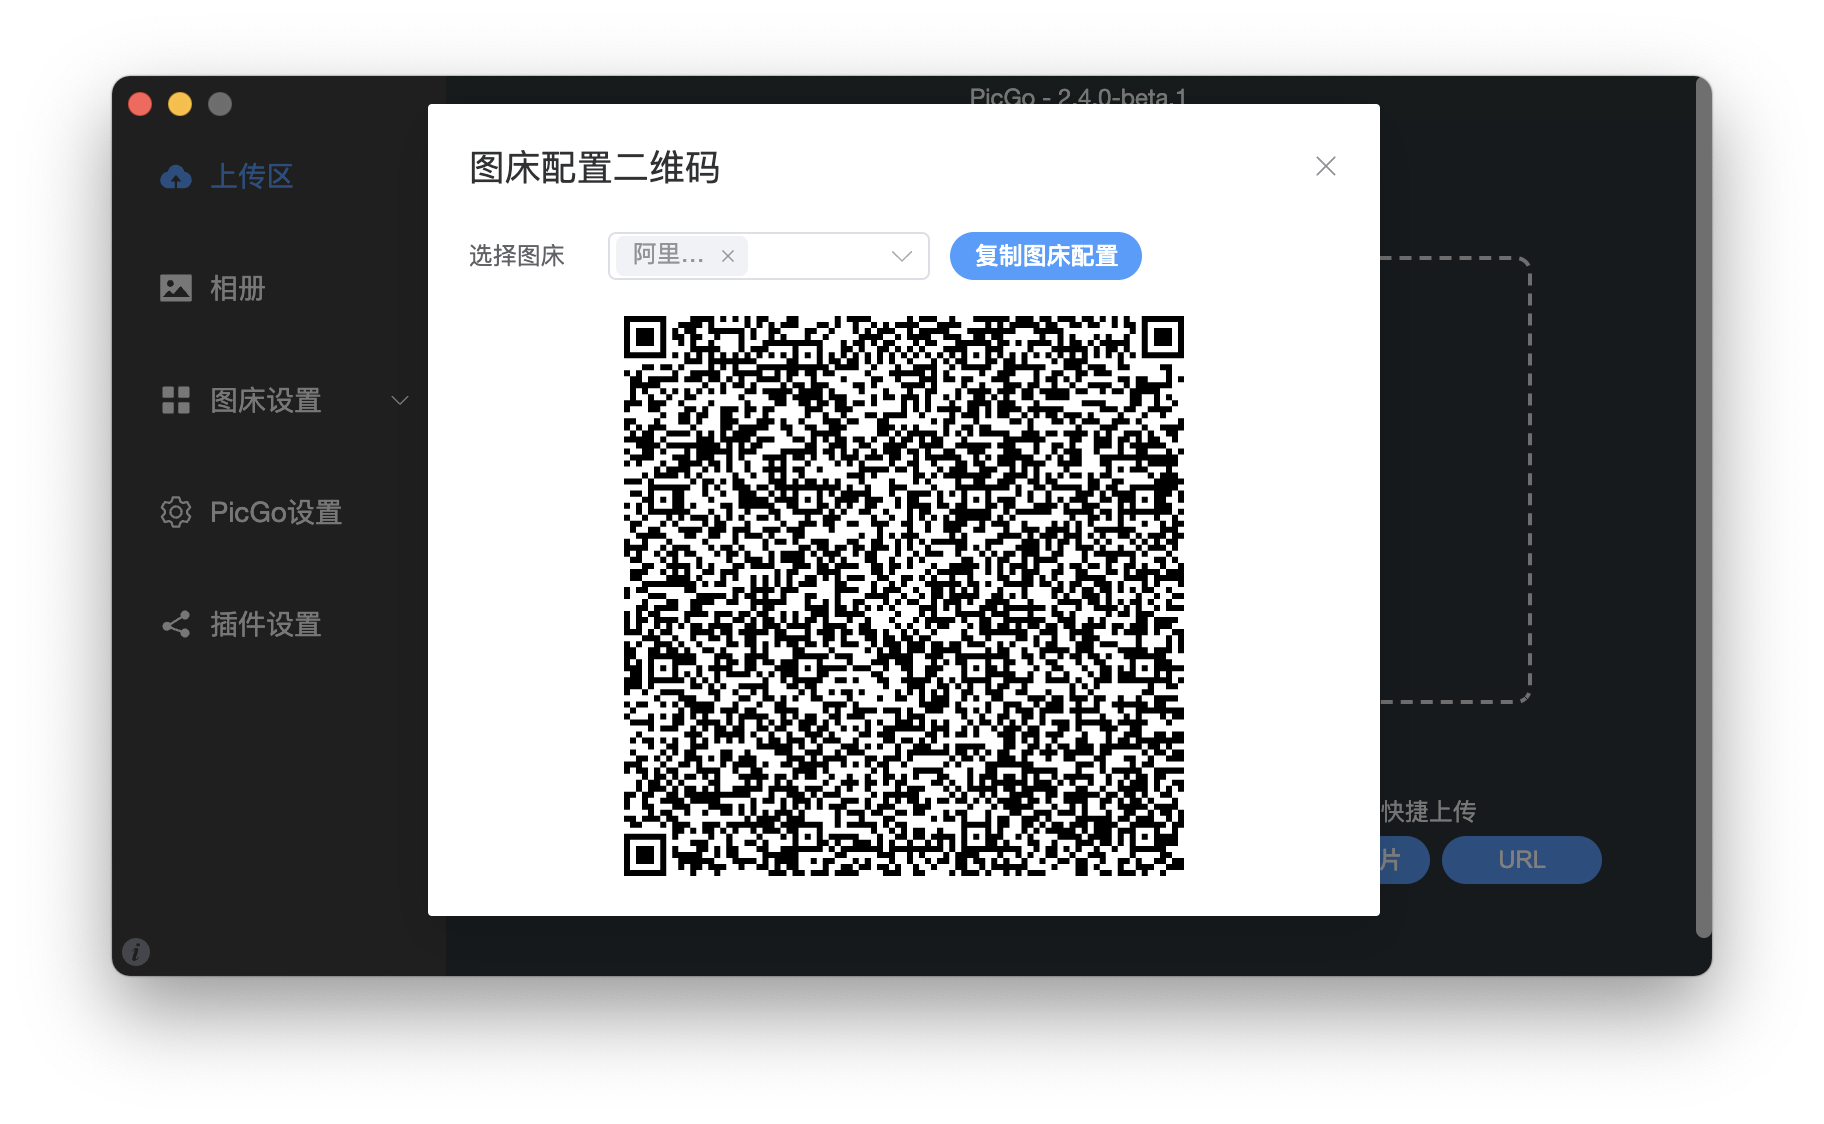 PicGo - 2.4.0-beta.1
上传区
相册
图床设置
PicGo设置
插件设置
图床配置二维码
选择图床
阿里...
复制图床配置
快捷上传
片
URL